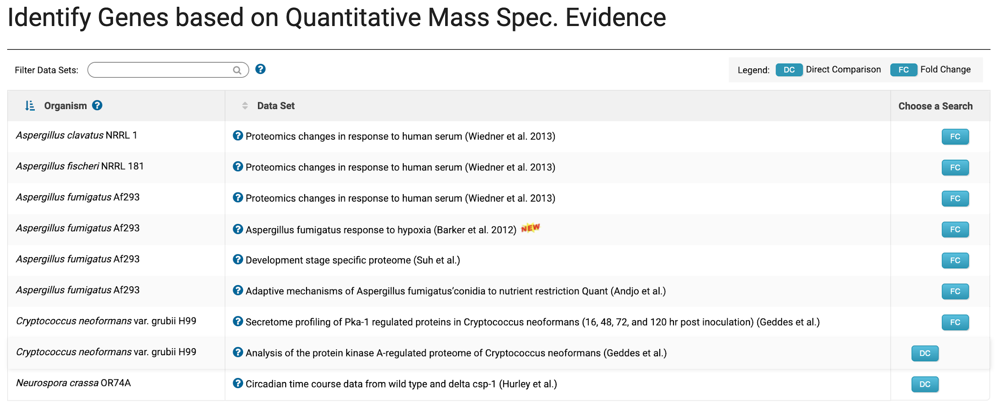 Identify Genes based on Quantitative Mass Spec. Evidence
Filter Data Sets:
Legend: DC Direct Comparison FC Fold Change
Organism Data Set Choose a Search
Aspergillus clavatus NRRL 1 Proteomics changes in response to human serum (Wiedner et al. 2013) FC
Aspergillus fischeri NRRL 181 Proteomics changes in response to human serum (Wiedner et al. 2013) FC
Aspergillus fumigatus Af293 Proteomics changes in response to human serum (Wiedner et al. 2013) FC
Aspergillus fumigatus Af293 Aspergillus fumigatus response to hypoxia (Barker et al. 2012) NEW FC
Aspergillus fumigatus Af293 Development stage specific proteome (Suh et al.) FC
Aspergillus fumigatus Af293 Adaptive mechanisms of Aspergillus fumigatus’conidia to nutrient restriction Quant (Andjo et al.) FC
Cryptococcus neoformans var. grubii H99 Secretome profiling of Pka-1 regulated proteins in Cryptococcus neoformans (16, 48, 72, and 120 hr post inoculation) (Geddes et al.) FC
Cryptococcus neoformans var. grubii H99 Analysis of the protein kinase A-regulated proteome of Cryptococcus neoformans (Geddes et al.) DC
Neurospora crassa OR74A Circadian time course data from wild type and delta csp-1 (Hurley et al.) DC